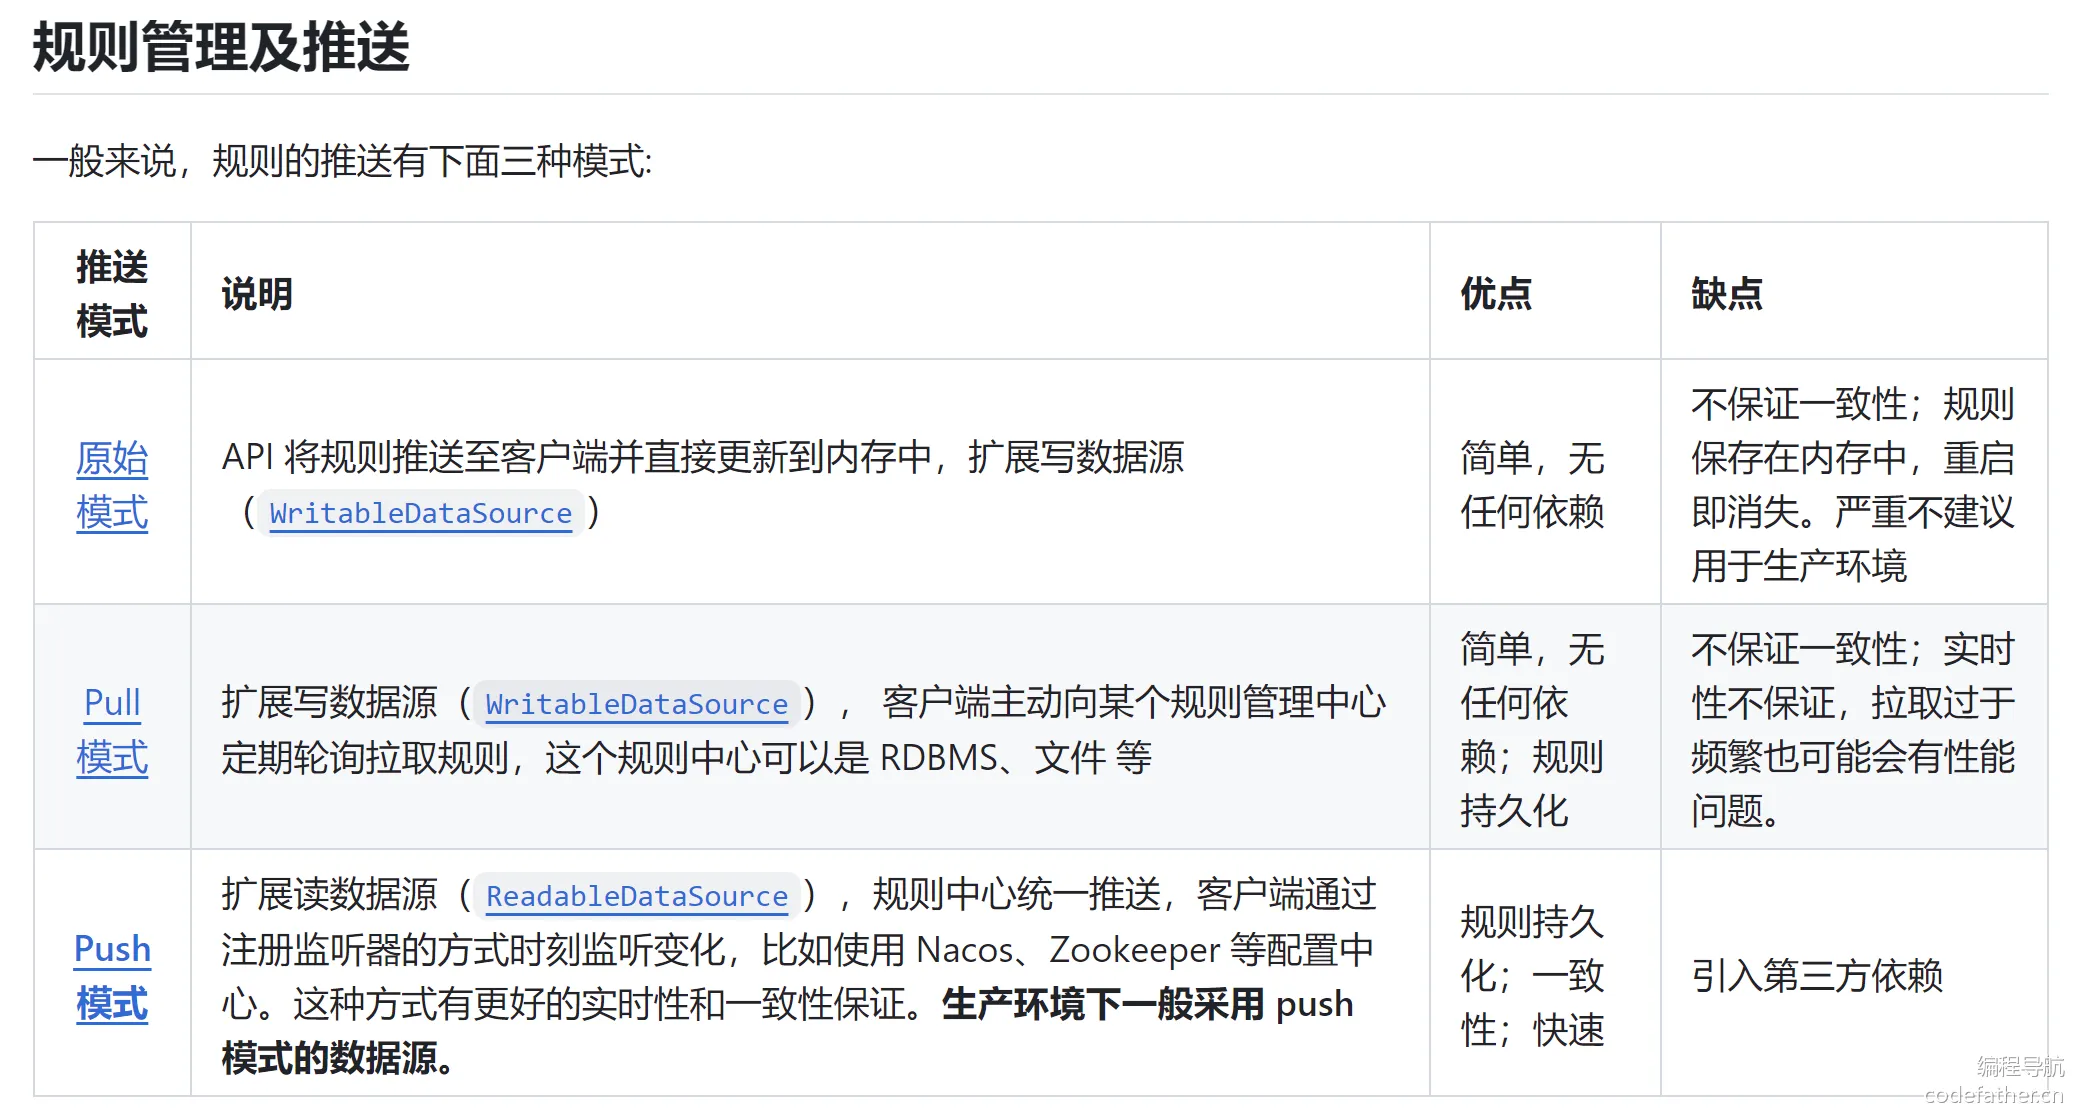 规则管理及推送
一般来说，规则的推送有下面三种模式:
推送
模式
说明
优点
缺点
原始
模式
API 将规则推送至客户端并直接更新到内存中，扩展写数据源
（WritableDataSource）
简单，无
任何依赖
不保证一致性；规则
保存在内存中，重启
即消失。严重不建议
用于生产环境
Pull
模式
扩展写数据源（WritableDataSource）， 客户端主动向某个规则管理中心
定期轮询拉取规则，这个规则中心可以是 RDBMS、文件 等
简单，无
任何依
赖；规则
持久化
不保证一致性；实时
性不保证，拉取过于
频繁也可能会有性能
问题。
Push
模式
扩展读数据源（ReadableDataSource），规则中心统一推送，客户端通过
注册监听器的方式时刻监听变化，比如使用 Nacos、Zookeeper 等配置中
心。这种方式有更好的实时性和一致性保证。生产环境下一般采用 push
模式的数据源。
规则持久
化；一致
性；快速
引入第三方依赖
编程导航
codefather.cn